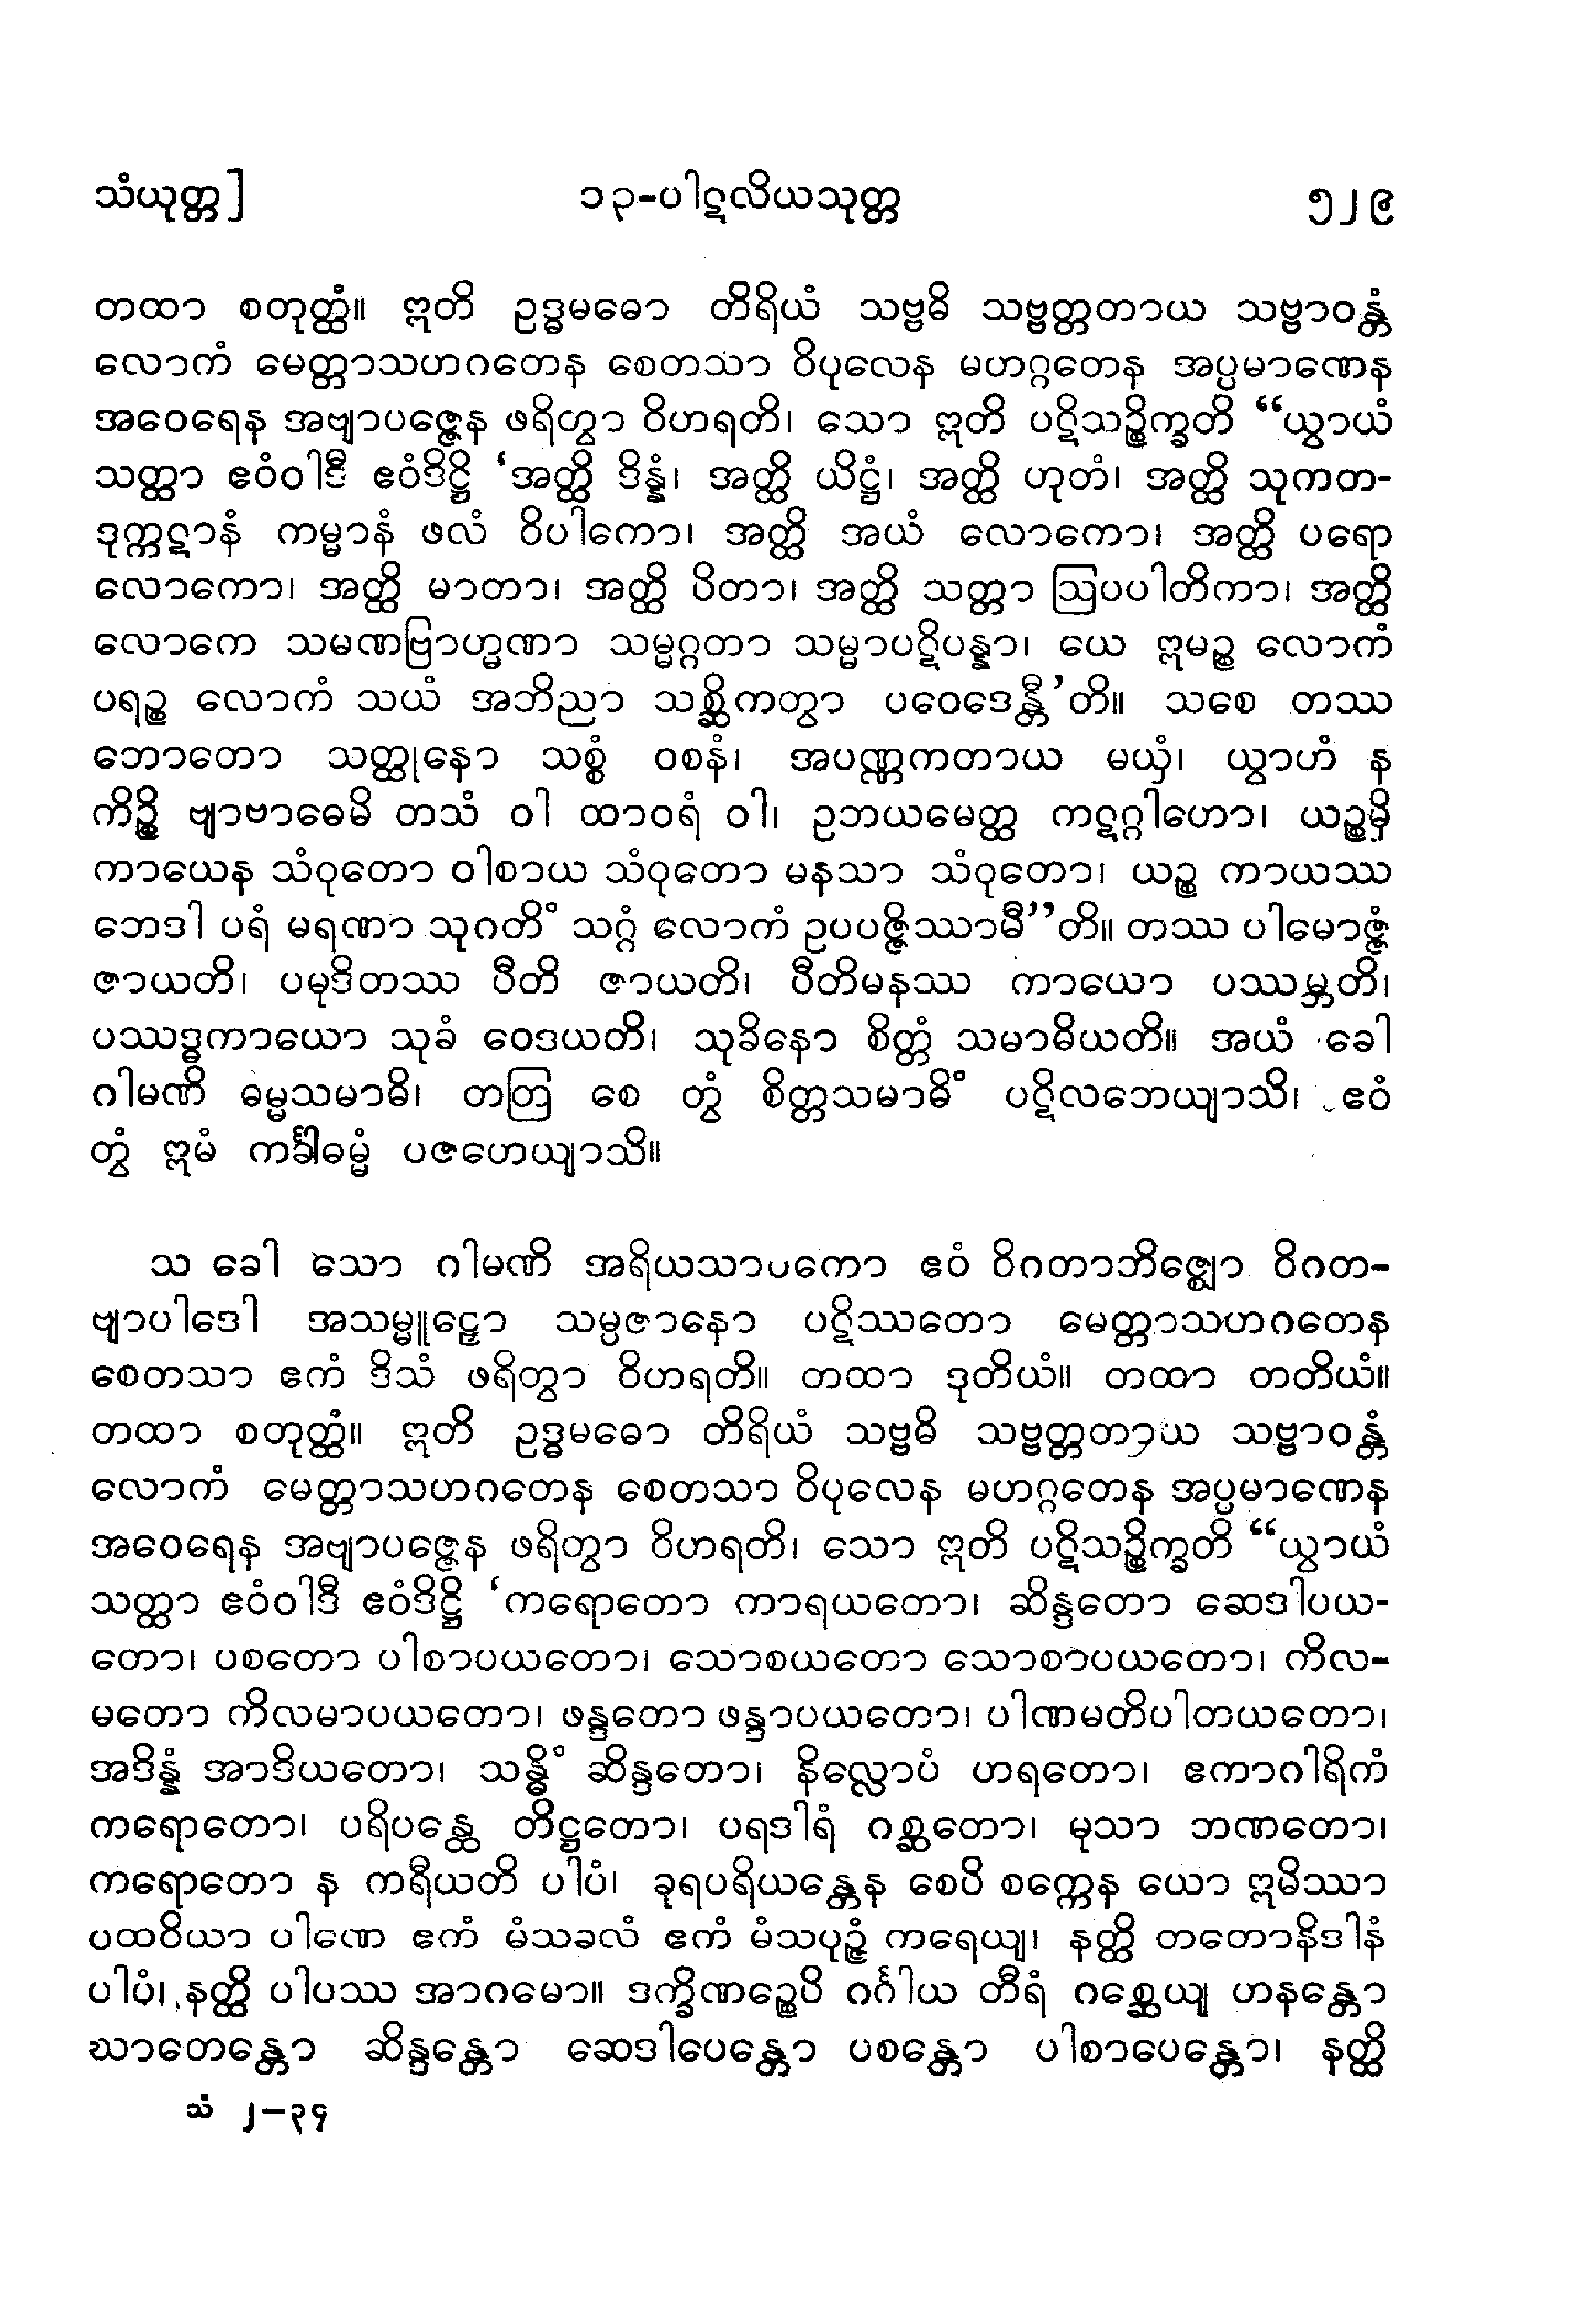 သံယုတ္တ] ၁၃-ပါဋလိယသုတ္တ ၅၂၉
တထာ စတုတ္ထံ။ ဣတိ ဥဒ္ဓမဓော တိရိယံ သဗ္ဗဓိ သဗ္ဗတ္တတာယ သဗ္ဗာဝန္တံ
လောကံ မေတ္တာသဟဂတေန စေတသာ ဝိပုလေန မဟဂ္ဂတေန အပ္ပမာဏေန
အဝေရေန အဗျာပဇ္ဇေန ဖရိတွာ ဝိဟရတိ၊ သော ဣတိ ပဋိသဉ္စိက္ခတိ “ယွာယံ
သတ္ထာ ဧဝံဝါဒီ ဧဝံဒိဋ္ဌိ ‘အတ္ထိ ဒိန္နံ၊ အတ္ထိ ယိဋ္ဌံ၊ အတ္ထိ ဟုတံ၊ အတ္ထိ သုကတ-
ဒုက္ကဋာနံ ကမ္မာနံ ဖလံ ဝိပါကော၊ အတ္ထိ အယံ လောကော၊ အတ္ထိ ပရော
လောကော၊ အတ္ထိ မာတာ၊ အတ္ထိ ပိတာ၊ အတ္ထိ သတ္တာ ဩပပါတိကာ၊ အတ္ထိ
လောကေ သမဏဗြာဟ္မဏာ သမ္မဂ္ဂတာ သမ္မာပဋိပန္နာ၊ ယေ ဣမဉ္စ လောကံ
ပရဉ္စ လောကံ သယံ အဘိညာ သစ္ဆိကတွာ ပဝေဒေန္တီ’တိ။ သစေ တဿ
ဘောတော သတ္ထုနော သစ္စံ ဝစနံ၊ အပဏ္ဏကတာယ မယှံ၊ ယွာဟံ န
ကိဉ္စိ ဗျာဗာဓေမိ တသံ ဝါ ထာဝရံ ဝါ၊ ဥဘယမေတ္ထ ကဋဂ္ဂါဟော၊ ယဉ္စမှိ
ကာယေန သံဝုတော ဝါစာယ သံဝုတော မနသာ သံဝုတော၊ ယဉ္စ ကာယဿ
ဘေဒါ ပရံ မရဏာ သုဂတိံ သဂ္ဂံ လောကံ ဥပပဇ္ဇိဿာမီ”တိ။ တဿ ပါမောဇ္ဇံ
ဇာယတိ၊ ပမုဒိတဿ ပီတိ ဇာယတိ၊ ပီတိမနဿ ကာယော ပဿမ္ဘတိ၊
ပဿဒ္ဓကာယော သုခံ ဝေဒယတိ၊ သုခိနော စိတ္တံ သမာဓိယတိ။ အယံ ခေါ
ဂါမဏိ ဓမ္မသမာဓိ၊ တတြ စေ တွံ စိတ္တသမာဓိံ ပဋိလဘေယျာသိ၊ ဧဝံ
တွံ ဣမံ ကင်္ခါဓမ္မံ ပဇဟေယျာသိ။
သ ခေါ သော ဂါမဏိ အရိယသာဝကော ဧဝံ ဝိဂတာဘိဇ္ဈော ဝိဂတ-
ဗျာပါဒေါ အသမ္မူဠှော သမ္ပဇာနော ပဋိဿတော မေတ္တာသဟဂတေန
စေတသာ ဧကံ ဒိသံ ဖရိတွာ ဝိဟရတိ။ တထာ ဒုတိယံ။ တထာ တတိယံ။
တထာ စတုတ္ထံ။ ဣတိ ဥဒ္ဓမဓော တိရိယံ သဗ္ဗဓိ သဗ္ဗတ္တတာယ သဗ္ဗာဝန္တံ
လောကံ မေတ္တာသဟဂတေန စေတသာ ဝိပုလေန မဟဂ္ဂတေန အပ္ပမာဏေန
အဝေရေန အဗျာပဇ္ဇေန ဖရိတွာ ဝိဟရတိ၊ သော ဣတိ ပဋိသဉ္စိက္ခတိ “ယွာယံ
သတ္ထာ ဧဝံဝါဒီ ဧဝံဒိဋ္ဌိ ‘ကရောတော ကာရယတော၊ ဆိန္ဒတော ဆေဒါပယ-
တော၊ ပစတော ပါစာပယတော၊ သောစယတော သောစာပယတော၊ ကိလ-
မတော ကိလမာပယတော၊ ဖန္ဒတော ဖန္ဒာပယတော၊ ပါဏမတိပါတယတော၊
အဒိန္နံ အာဒိယတော၊ သန္ဓိံ ဆိန္ဒတော၊ နိလ္လောပံ ဟရတော၊ ဧကာဂါရိကံ
ကရောတော၊ ပရိပန္ထေ တိဋ္ဌတော၊ ပရဒါရံ ဂစ္ဆတော၊ မုသာ ဘဏတော၊
ကရောတော န ကရီယတိ ပါပံ၊ ခုရပရိယန္တေန စေပိ စက္ကေန ယော ဣမိဿာ
ပထဝိယာ ပါဏေ ဧကံ မံသခလံ ဧကံ မံသပုဉ္ဇံ ကရေယျ၊ နတ္ထိ တတောနိဒါနံ
ပါပံ၊ နတ္ထိ ပါပဿ အာဂမော။ ဒက္ခိဏဉ္စေပိ ဂင်္ဂါယ တီရံ ဂစ္ဆေယျ ဟနန္တော
ဃာတေန္တော ဆိန္ဒန္တော ဆေဒါပေန္တော ပစန္တော ပါစာပေန္တော၊ နတ္ထိ
သံ ၂–၃၄